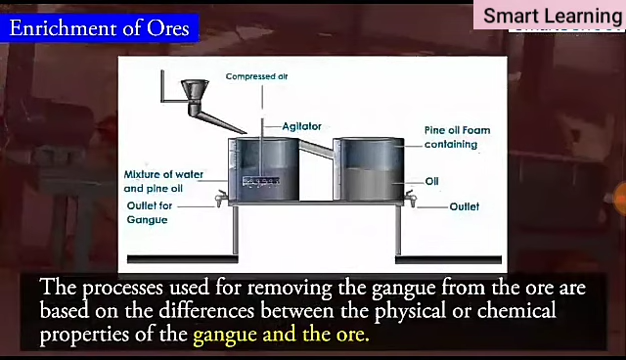 Smart Learning
Enrichment of Ores
Compressed air
Agitator
Pine oil Foam
containing
Mixture of water
and pine oil
Oil
Outlet for
Gangue
Outlet
The processes used for removing the gangue from the ore are
based on the differences between the physical or chemical
properties of the gangue and the ore.